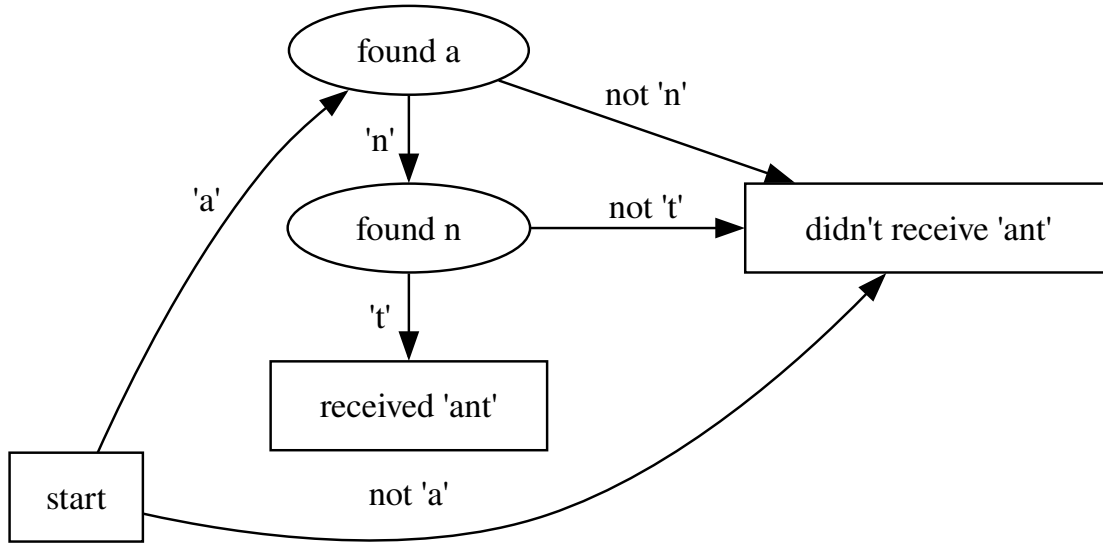 found a
not 'n'
'n'
'a'
found n
not 't'
didn't receive 'ant'
't'
received 'ant'
start
not 'a'